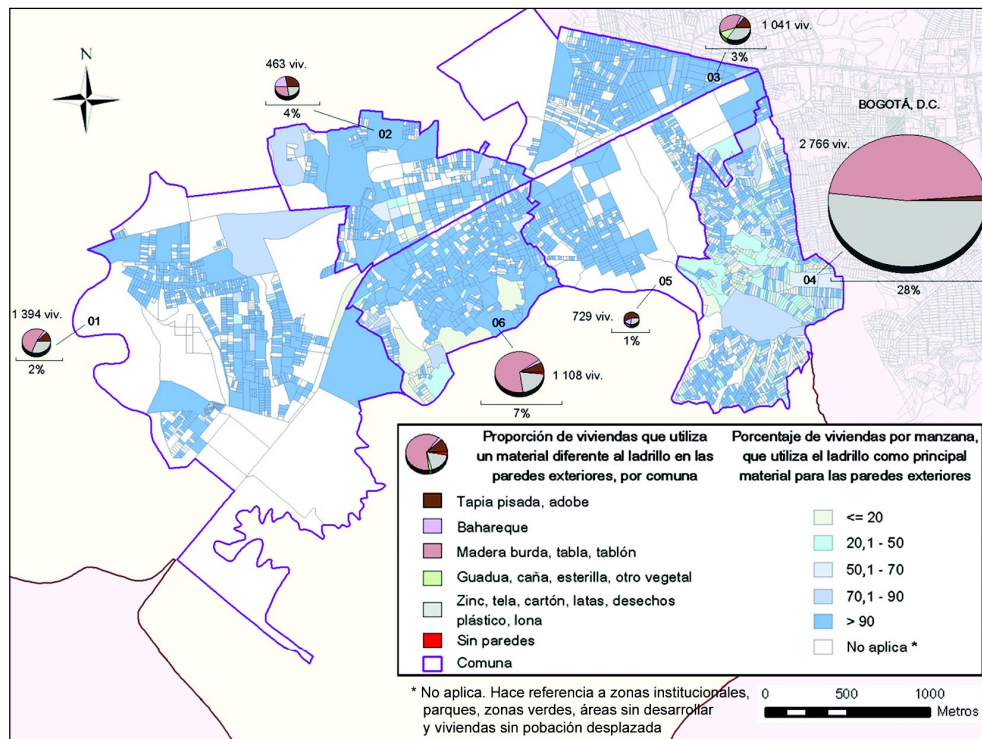 N
1 041 viv.
3%
03
463 viv.
4%
02
BOGOTÁ, D.C.
2 766 viv.
04
28%
05
729 viv.
1%
1 394 viv.
01
2%
06
1 108 viv.
7%
Proporción de viviendas que utiliza
un material diferente al ladrillo en las
paredes exteriores, por comuna
Tapia pisada, adobe
Bahareque
Madera burda, tabla, tablón
Guadua, caña, esterilla, otro vegetal
Zinc, tela, cartón, latas, desechos
plástico, lona
Sin paredes
Comuna
Porcentaje de viviendas por manzana,
que utiliza el ladrillo como principal
material para las paredes exteriores
<= 20
20,1 - 50
50,1 - 70
70,1 - 90
> 90
No aplica *
* No aplica. Hace referencia a zonas institucionales,
parques, zonas verdes, áreas sin desarrollar
y viviendas sin pobación desplazada
0 500 1000
Metros